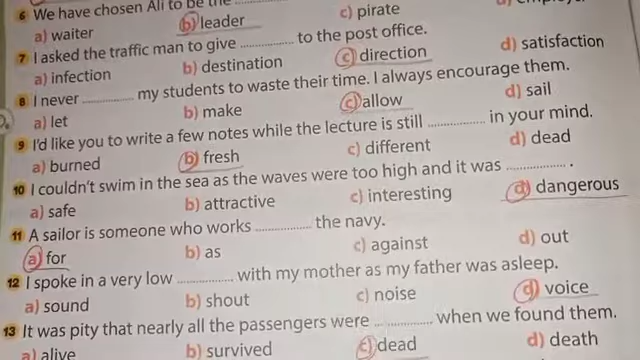 6 We have chosen Ali to be the ............
a) waiter b) leader c) pirate
7 I asked the traffic man to give ............... to the post office.
a) infection b) destination c) direction d) satisfaction
8 I never .............. my students to waste their time. I always encourage them.
a) let b) make c) allow d) sail
9 I'd like you to write a few notes while the lecture is still ............... in your mind.
a) burned b) fresh c) different d) dead
10 I couldn't swim in the sea as the waves were too high and it was ............... .
a) safe b) attractive c) interesting d) dangerous
11 A sailor is someone who works ............... the navy.
a) for b) as c) against d) out
12 I spoke in a very low ............... with my mother as my father was asleep.
a) sound b) shout c) noise d) voice
13 It was pity that nearly all the passengers were ............... when we found them.
a) alive b) survived c) dead d) death